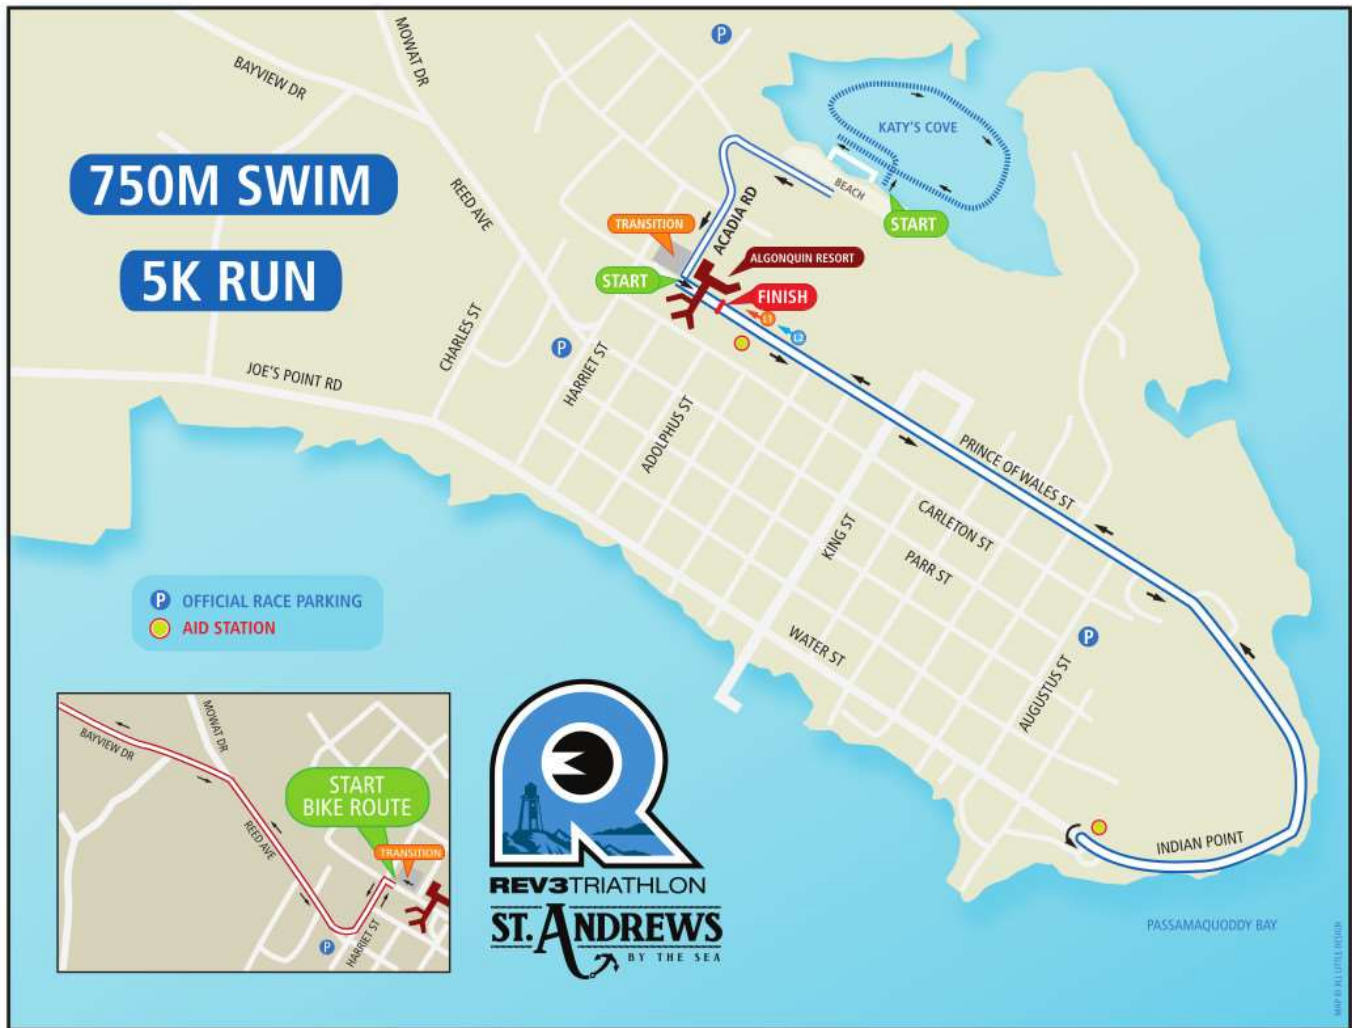 P
MOWAT DR
BAYVIEW DR
KATY'S COVE
750M SWIM
REED AVE
BEACH
START
ACADIA RD
TRANSITION
ALGONQUIN RESORT
5K RUN
START
FINISH
L1
L2
CHARLES ST
P
HARRIET ST
JOE'S POINT RD
ADOLPHUS ST
PRINCE OF WALES ST
CARLETON ST
KING ST
PARR ST
P OFFICIAL RACE PARKING
AID STATION
WATER ST
P
AUGUSTUS ST
INDIAN POINT
MOWAT DR
BAYVIEW DR
START
BIKE ROUTE
REED AVE
TRANSITION
P
HARRIET ST
R
REV3TRIATHLON
ST. ANDREWS
BY THE SEA
PASSAMAQUODDY BAY